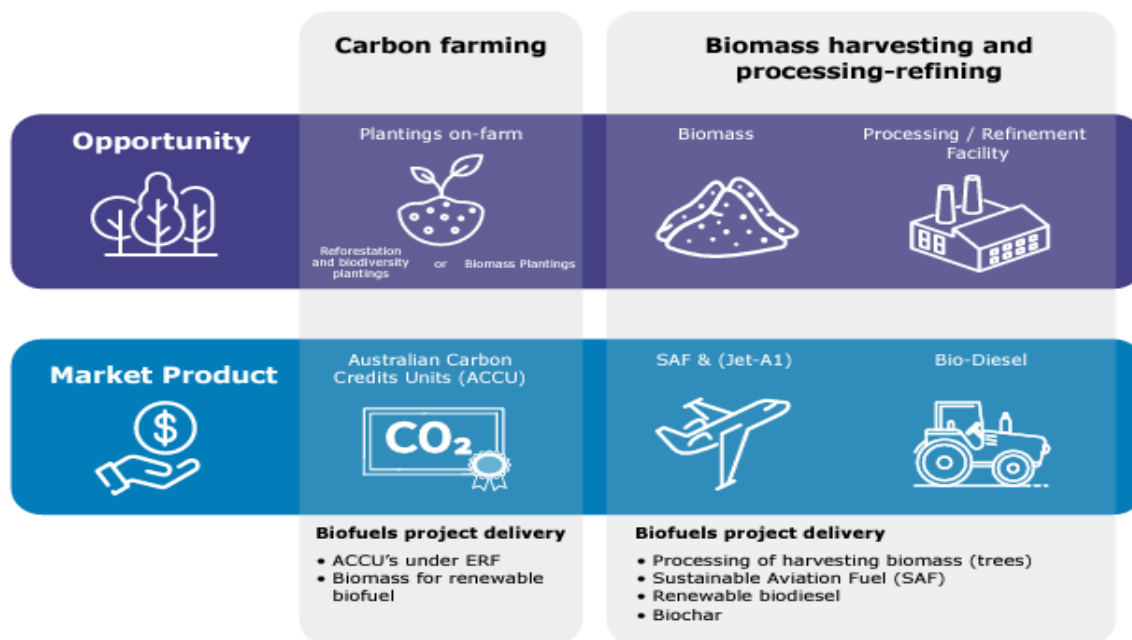 Carbon farming
Biomass harvesting and
processing-refining
Opportunity
Plantings on-farm
Reforestation
and biodiversity
plantings
or
Biomass Plantings
Biomass
Processing / Refinement
Facility
Market Product
$
Australian Carbon
Credits Units (ACCU)
CO₂
SAF & (Jet-A1)
Bio-Diesel
Biofuels project delivery
• ACCU's under ERF
• Biomass for renewable
biofuel
Biofuels project delivery
• Processing of harvesting biomass (trees)
• Sustainable Aviation Fuel (SAF)
• Renewable biodiesel
• Biochar